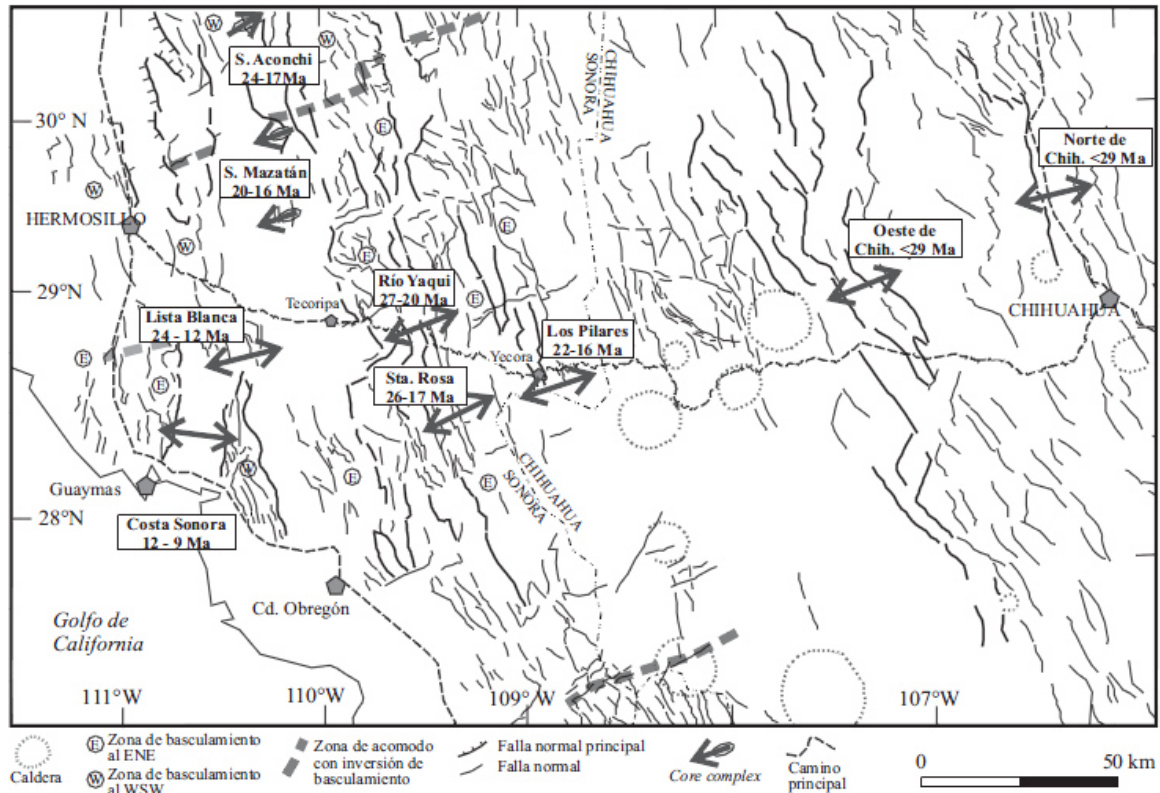 S. Aconchi
24-17Ma
CHIHUAHUA
SONORA
30° N
Norte de
Chih. <29 Ma
S. Mazatán
20-16 Ma
HERMOSILLO
Oeste de
Chih. <29 Ma
Río Yaqui
27-20 Ma
29°N
Tecoripa
CHIHUAHUA
Lista Blanca
24 - 12 Ma
Los Pilares
22-16 Ma
Yecora
Sta. Rosa
26-17 Ma
CHIHUAHUA
SONORA
Guaymas
28°N
Costa Sonora
12 - 9 Ma
Cd. Obregón
Golfo de
California
111°W
110°W
109°W
107°W
W
W
E
W
W
E
E
E
E
E
W
E
E
Caldera
E Zona de basculamiento
al ENE
W Zona de basculamiento
al WSW
Zona de acomodo
con inversión de
basculamiento
Falla normal principal
Falla normal
Core complex
Camino
principal
0 50 km